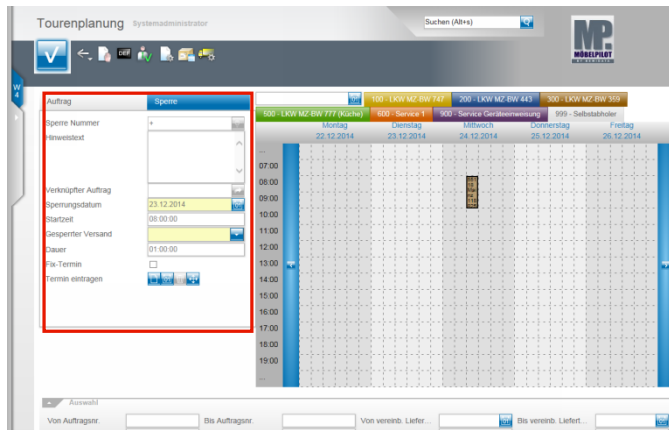 Tourenplanung Systemadministrator
Suchen (Alt+s)
MP
MÖBELPILOT
DEF
W
4
Auftrag Sperre
Sperre Nummer +
Hinweistext
Verknüpfter Auftrag
Sperrungsdatum 23.12.2014
Startzeit 08:00:00
Gesperrter Versand
Dauer 01:00:00
Fix-Termin
Termin eintragen
100 - LKW MZ-BW 747 200 - LKW MZ-BW 443 300 - LKW MZ-BW 359
500 - LKW MZ-BW 777 (Küche) 600 - Service 1 900 - Service Geräteeinweisung 999 - Selbstabholer
Montag Dienstag Mittwoch Donnerstag Freitag
22.12.2014 23.12.2014 24.12.2014 25.12.2014 26.12.2014
...
07:00
08:00
09:00
10:00
11:00
12:00
13:00
14:00
15:00
16:00
17:00
18:00
19:00
...
Auswahl
Von Auftragsnr. Bis Auftragsnr. Von vereinb. Liefer... Bis vereinb. Liefert...